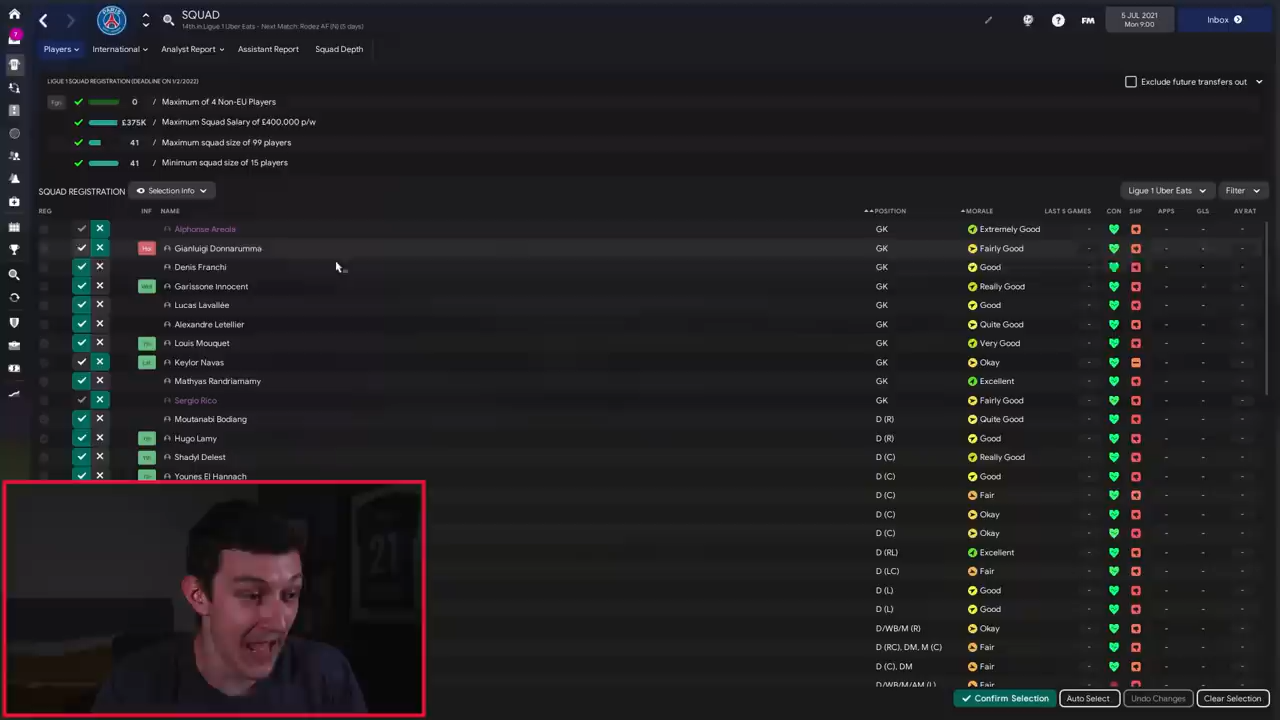 SQUAD
14th in Ligue 1 Uber Eats - Next Match: Rodez AF (N) (5 days)
5 JUL 2021
Mon 9:00
Inbox
Players
International
Analyst Report
Assistant Report
Squad Depth
LIGUE 1 SQUAD REGISTRATION (DEADLINE ON 1/2/2022)
Exclude future transfers out
0 / Maximum of 4 Non-EU Players
£375K / Maximum Squad Salary of £400,000 p/w
41 / Maximum squad size of 99 players
41 / Minimum squad size of 15 players
SQUAD REGISTRATION Selection Info
Ligue 1 Uber Eats Filter
REG INF NAME POSITION MORALE LAST 5 GAMES CON SHP APPS GLS AV RAT
Alphonse Areola GK Extremely Good - - - -
Gianluigi Donnarumma GK Fairly Good - - - -
Denis Franchi GK Good - - - -
Garissone Innocent GK Really Good - - - -
Lucas Lavallée GK Good - - - -
Alexandre Letellier GK Quite Good - - - -
Louis Mouquet GK Very Good - - - -
Keylor Navas GK Okay - - - -
Mathyas Randriamamy GK Excellent - - - -
Sergio Rico GK Fairly Good - - - -
Moutanabi Bodiang D (R) Quite Good - - - -
Hugo Lamy D (R) Good - - - -
Shadyl Delest D (C) Really Good - - - -
Younes El Hannach D (C) Good - - - -
D (C) Fair - - - -
D (C) Okay - - - -
D (C) Okay - - - -
D (RL) Excellent - - - -
D (LC) Fair - - - -
D (L) Good - - - -
D (L) Good - - - -
D/WB/M (R) Okay - - - -
D (RC), DM, M (C) Fair - - - -
D (C), DM Fair - - - -
D/WB/M/AM (L) Fair - - - -
Confirm Selection
Auto Select
Undo Changes
Clear Selection
21